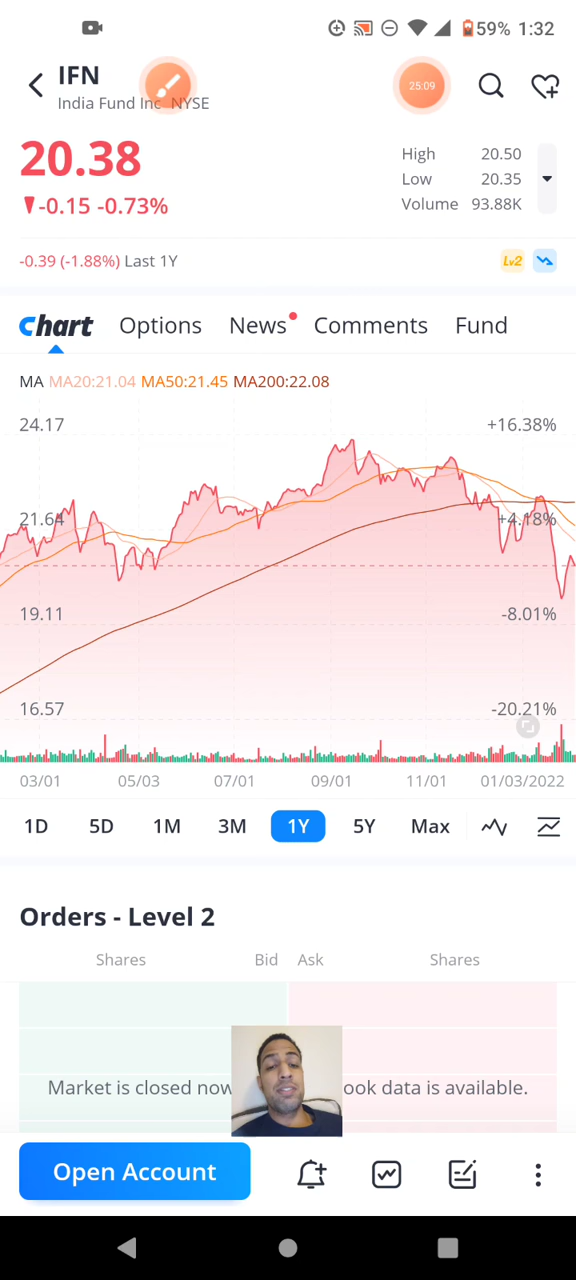 59% 1:32
IFN
India Fund Inc NYSE
25:09
20.38
-0.15 -0.73%
High 20.50
Low 20.35
Volume 93.88K
-0.39 (-1.88%) Last 1Y
Lv2
Chart Options News Comments Fund
MA MA20:21.04 MA50:21.45 MA200:22.08
24.17 +16.38%
21.64 +4.18%
19.11 -8.01%
16.57 -20.21%
03/01 05/03 07/01 09/01 11/01 01/03/2022
1D 5D 1M 3M 1Y 5Y Max
Orders - Level 2
Shares Bid Ask Shares
Market is closed now ook data is available.
Open Account